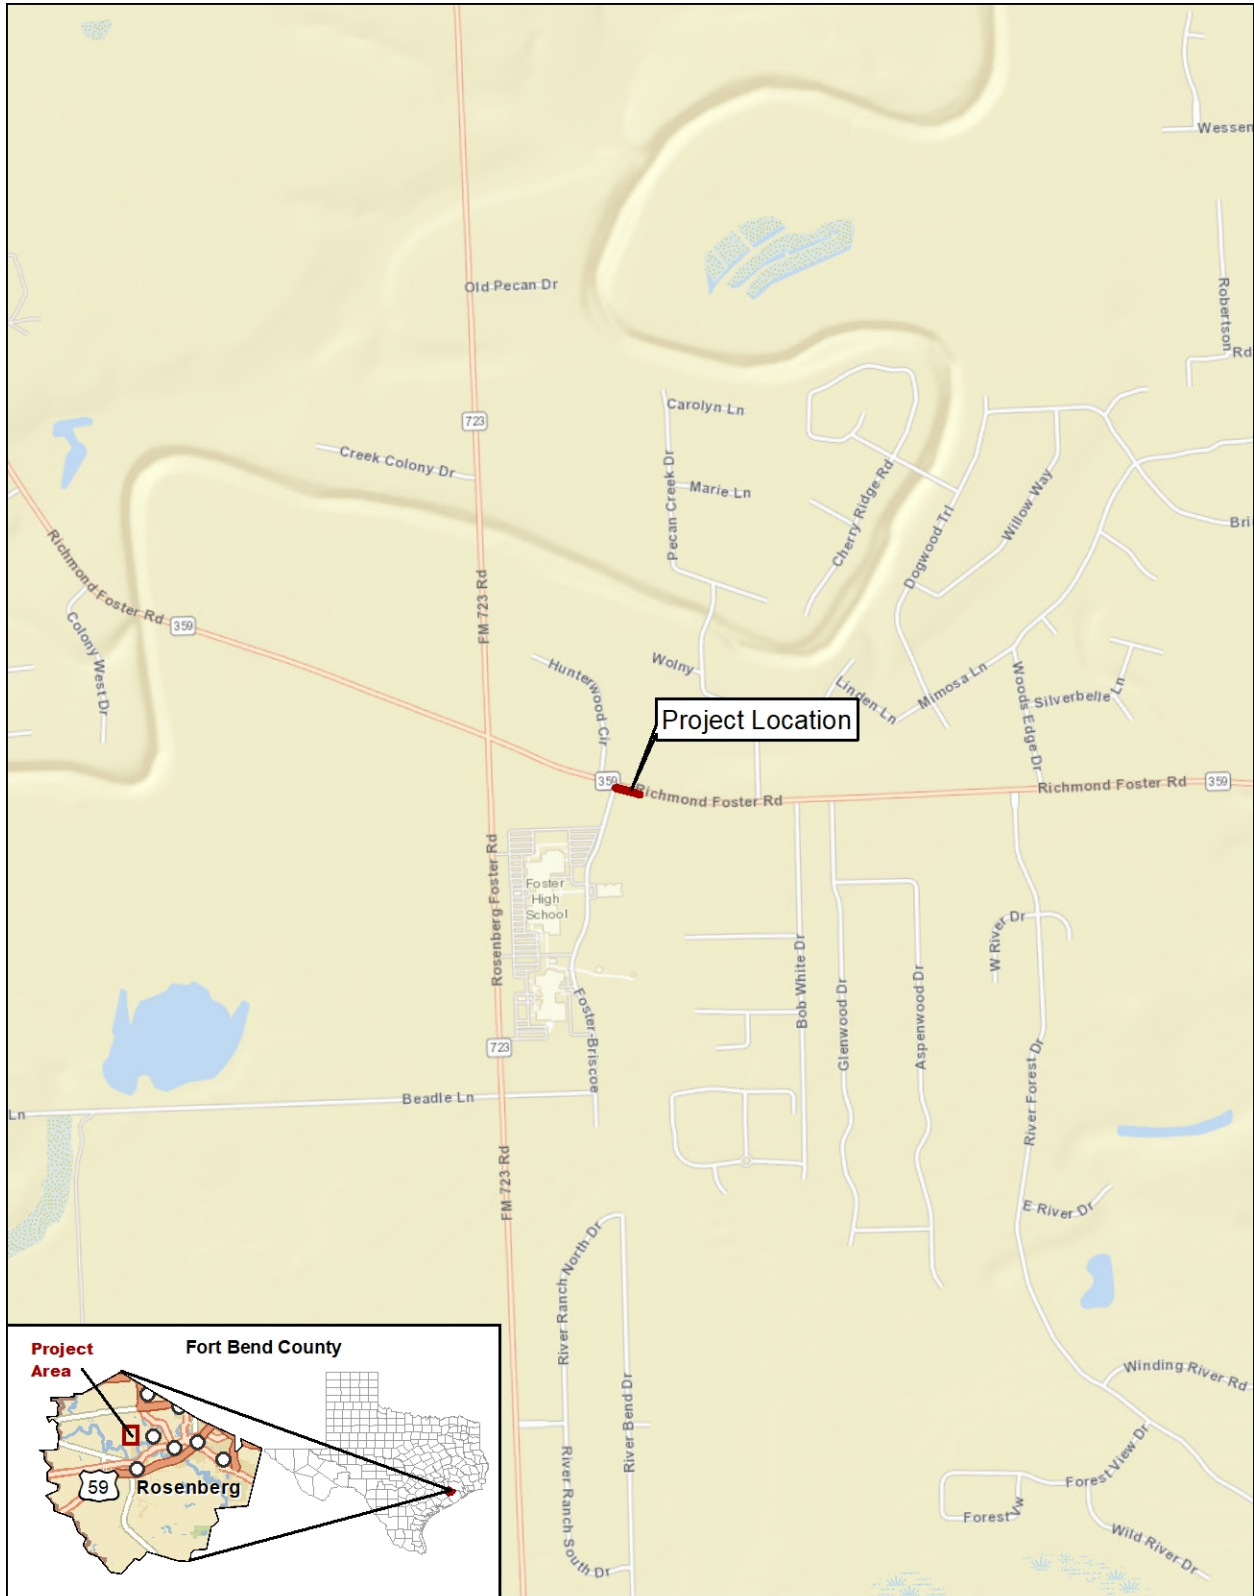 Wessen
Old Pecan Dr
Robertson
Rd
723
Carolyn Ln
Creek Colony Dr
Pecan Creek Dr
Marie Ln
Cherry Ridge Rd
Willow Way
Dogwood Trl
Bri
Richmond Foster Rd
359
FM 723 Rd
Colony West Dr
Hunterwood Cir
Wolny
Linden Ln
Mimosa Ln
Woods Edge Dr
Silverbelle Ln
Project Location
359
Richmond Foster Rd
Richmond Foster Rd
359
Rosenberg Foster Rd
Foster
High
School
W River Dr
Bob White Dr
Glenwood Dr
Aspenwood Dr
Foster-Briscoe
723
River Forest Dr
Ln
Beadle Ln
FM 723 Rd
E River Dr
River Ranch North Dr
River Bend Dr
Winding River Rd
Forest View Dr
River Ranch South Dr
Forest Vw
Wild River Dr
Project
Area
Fort Bend County
59
Rosenberg